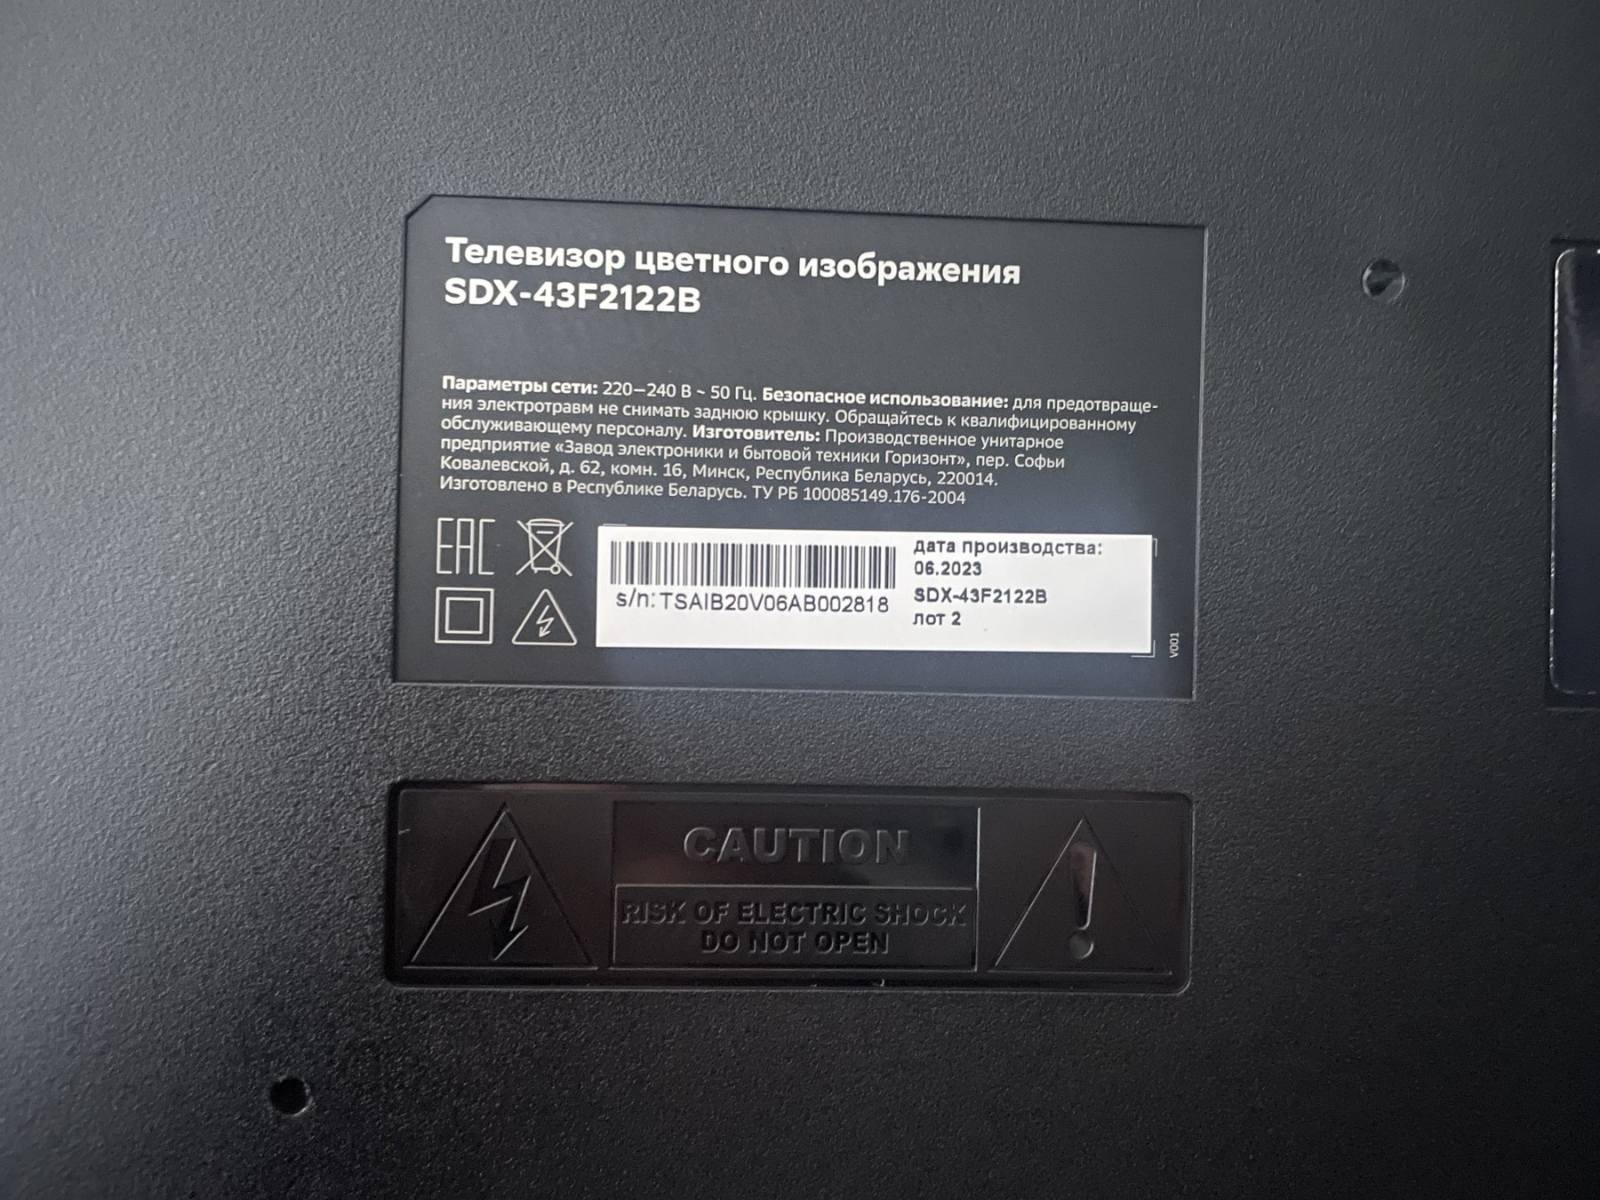 Телевизор цветного изображения
SDX-43F2122B
Параметры сети: 220–240 В ~ 50 Гц. Безопасное использование: для предотвраще-
ния электротравм не снимать заднюю крышку. Обращайтесь к квалифицированному
обслуживающему персоналу. Изготовитель: Производственное унитарное
предприятие «Завод электроники и бытовой техники Горизонт», пер. Софьи
Ковалевской, д. 62, комн. 16, Минск, Республика Беларусь, 220014.
Изготовлено в Республике Беларусь. ТУ РБ 100085149.176-2004
EAC
s/n: TSAIB20V06AB002818
дата производства:
06.2023
SDX-43F2122B
лот 2
V001
CAUTION
RISK OF ELECTRIC SHOCK
DO NOT OPEN